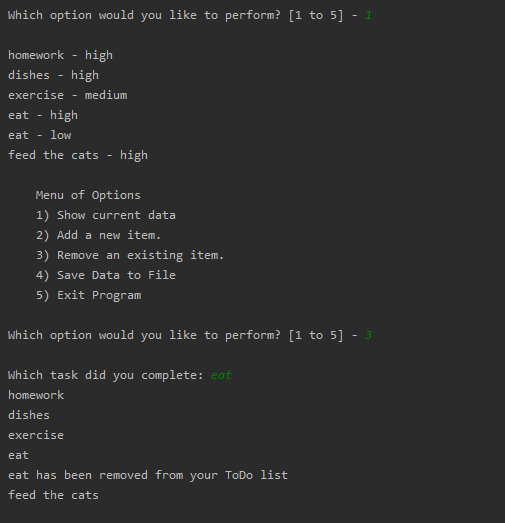 Which option would you like to perform? [1 to 5] - 1
homework - high
dishes - high
exercise - medium
eat - high
eat - low
feed the cats - high
Menu of Options
1) Show current data
2) Add a new item.
3) Remove an existing item.
4) Save Data to File
5) Exit Program
Which option would you like to perform? [1 to 5] - 3
Which task did you complete: eat
homework
dishes
exercise
eat
eat has been removed from your ToDo list
feed the cats